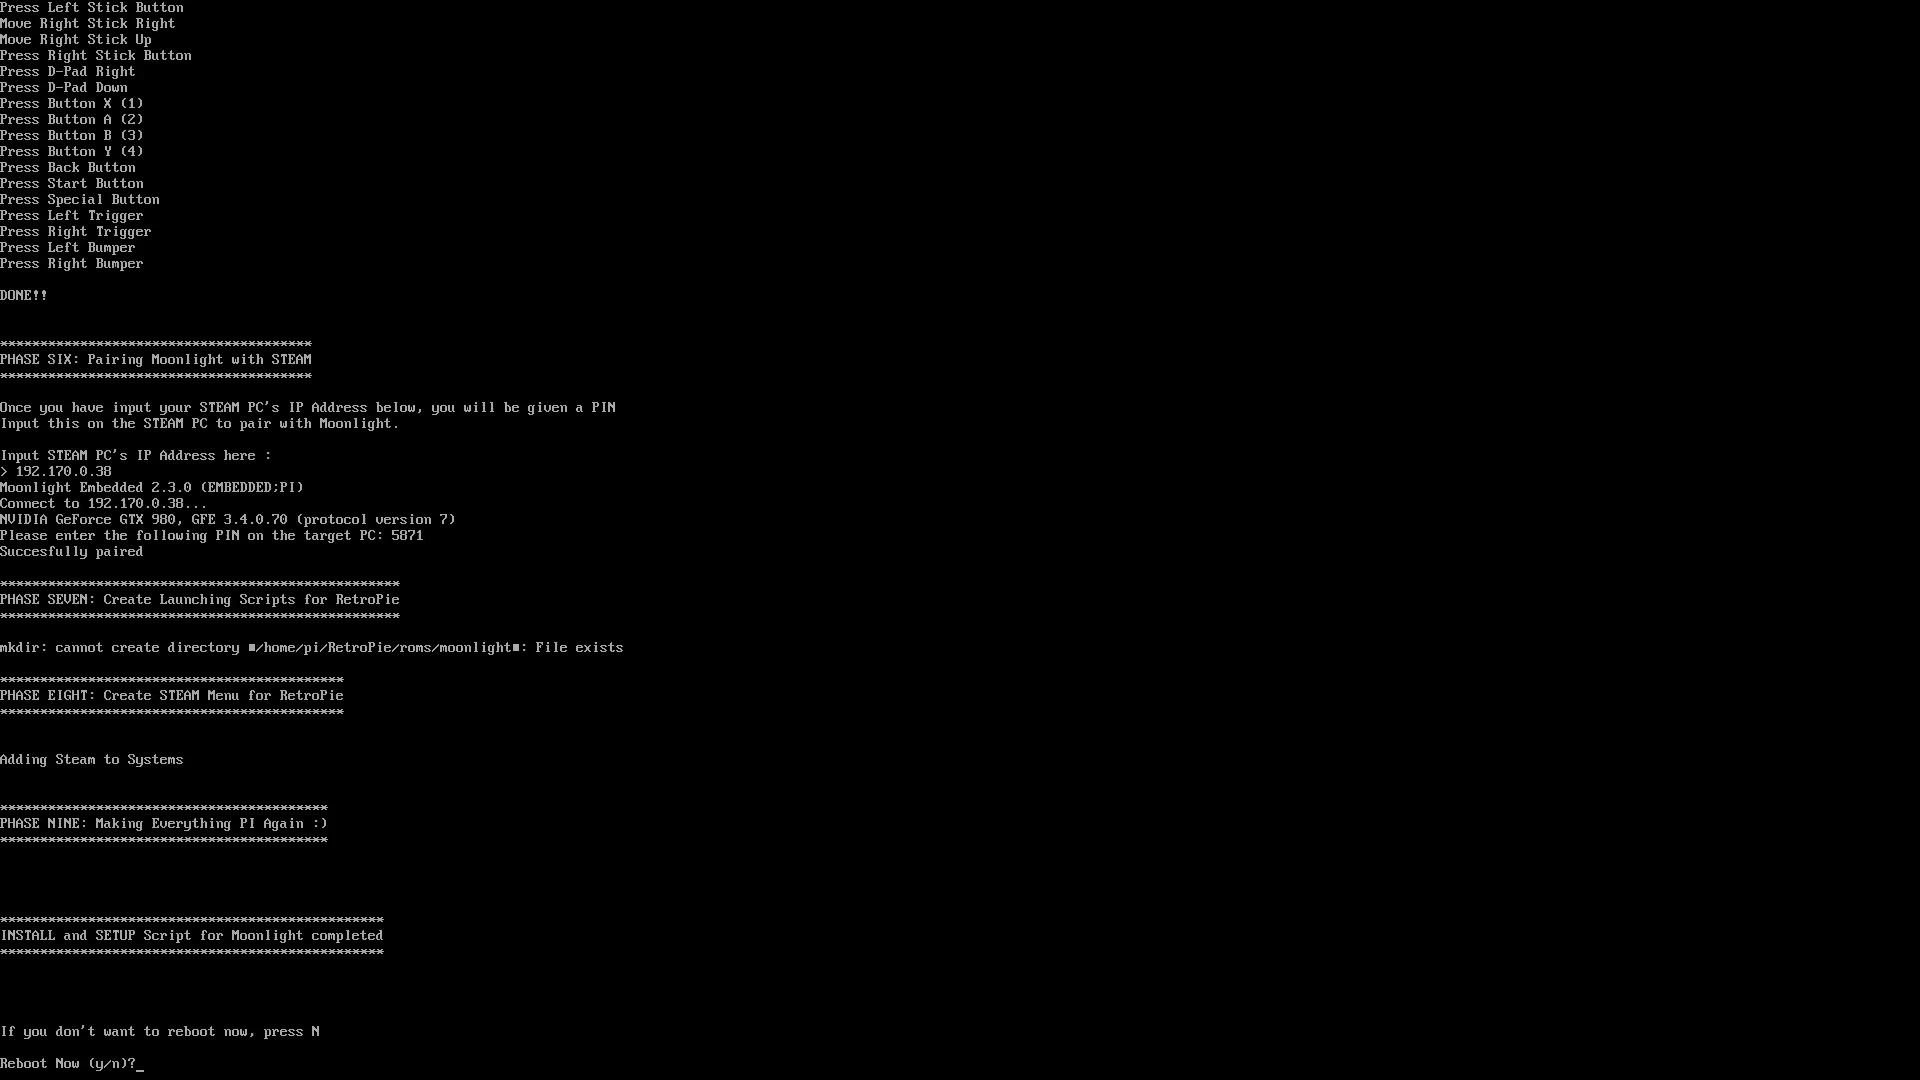 Press Left Stick Button
Move Right Stick Right
Move Right Stick Up
Press Right Stick Button
Press D-Pad Right
Press D-Pad Down
Press Button X (1)
Press Button A (2)
Press Button B (3)
Press Button Y (4)
Press Back Button
Press Start Button
Press Special Button
Press Left Trigger
Press Right Trigger
Press Left Bumper
Press Right Bumper
DONE!!
***************************************
PHASE SIX: Pairing Moonlight with STEAM
***************************************
Once you have input your STEAM PC's IP Address below, you will be given a PIN
Input this on the STEAM PC to pair with Moonlight.
Input STEAM PC's IP Address here :
> 192.170.0.38
Moonlight Embedded 2.3.0 (EMBEDDED;PI)
Connect to 192.170.0.38...
NVIDIA GeForce GTX 980, GFE 3.4.0.70 (protocol version 7)
Please enter the following PIN on the target PC: 5871
Succesfully paired
**************************************************
PHASE SEVEN: Create Launching Scripts for RetroPie
**************************************************
mkdir: cannot create directory ■/home/pi/RetroPie/roms/moonlight■: File exists
*******************************************
PHASE EIGHT: Create STEAM Menu for RetroPie
*******************************************
Adding Steam to Systems
*****************************************
PHASE NINE: Making Everything PI Again :)
*****************************************
************************************************
INSTALL and SETUP Script for Moonlight completed
************************************************
If you don't want to reboot now, press N
Reboot Now (y/n)?_